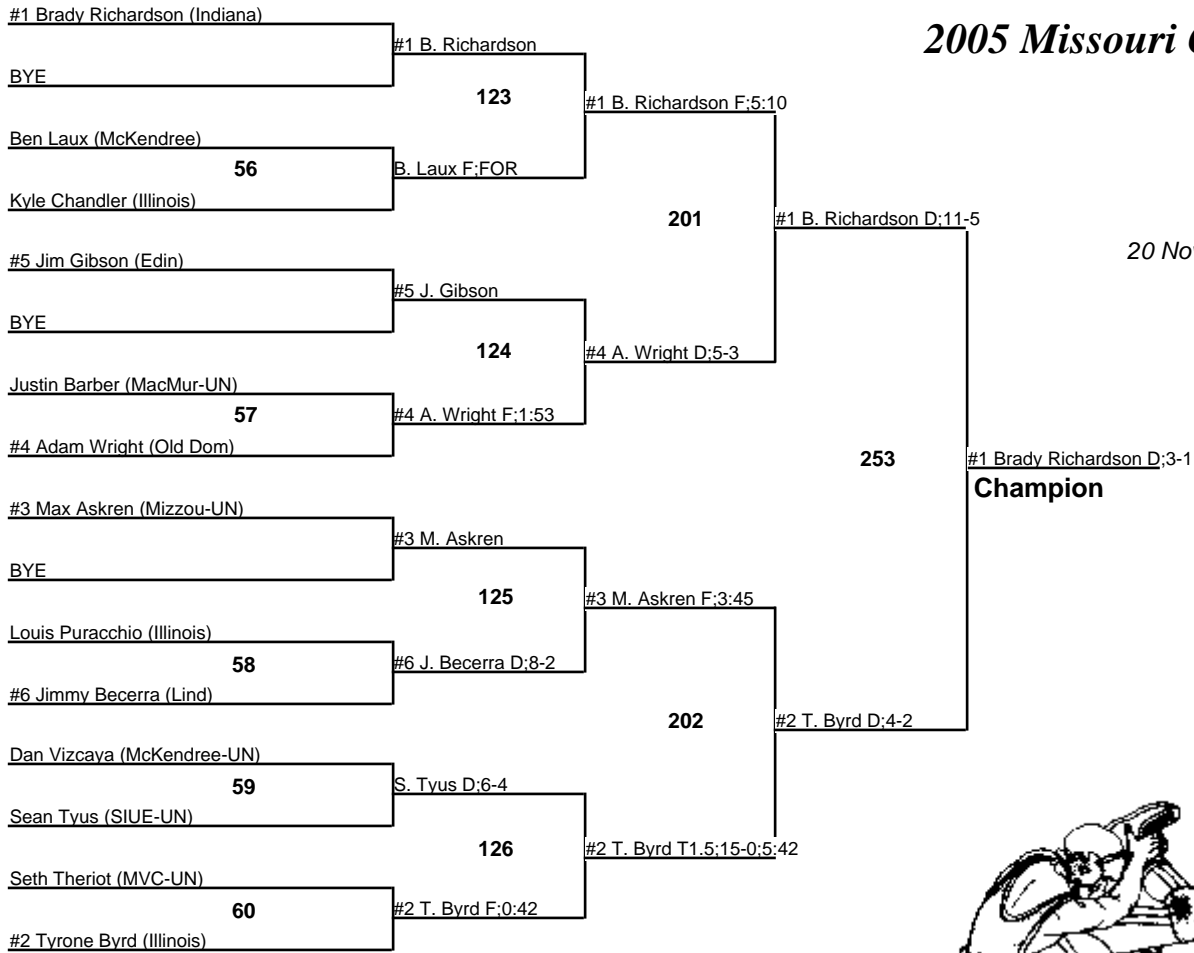 #1 Brady Richardson (Indiana)
2005 Missouri
#1 B. Richardson
BYE
123
#1 B. Richardson F;5:10
Ben Laux (McKendree)
56
B. Laux F;FOR
Kyle Chandler (Illinois)
201
#1 B. Richardson D;11-5
20 Nov
#5 Jim Gibson (Edin)
#5 J. Gibson
BYE
124
#4 A. Wright D;5-3
Justin Barber (MacMur-UN)
57
#4 A. Wright F;1:53
#4 Adam Wright (Old Dom)
253
#1 Brady Richardson D;3-1
Champion
#3 Max Askren (Mizzou-UN)
#3 M. Askren
BYE
125
#3 M. Askren F;3:45
Louis Puracchio (Illinois)
58
#6 J. Becerra D;8-2
#6 Jimmy Becerra (Lind)
202
#2 T. Byrd D;4-2
Dan Vizcaya (McKendree-UN)
59
S. Tyus D;6-4
Sean Tyus (SIUE-UN)
126
#2 T. Byrd T1.5;15-0;5:42
Seth Theriot (MVC-UN)
60
#2 T. Byrd F;0:42
#2 Tyrone Byrd (Illinois)